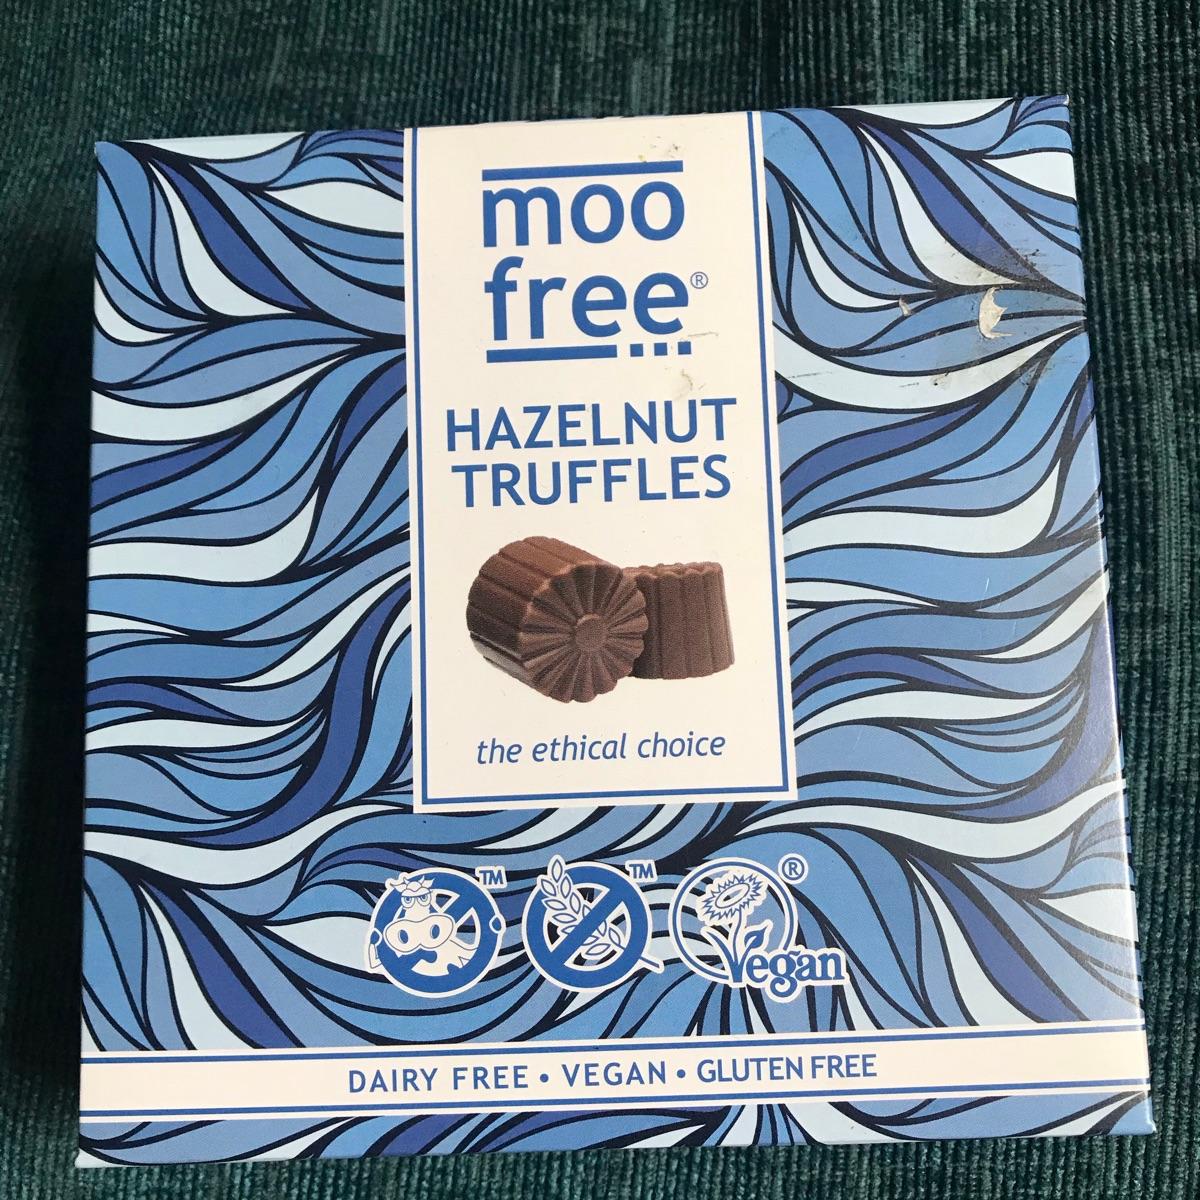 moo
free®
HAZELNUT
TRUFFLES
the ethical choice
TM
TM
®
Vegan
DAIRY FREE • VEGAN • GLUTEN FREE